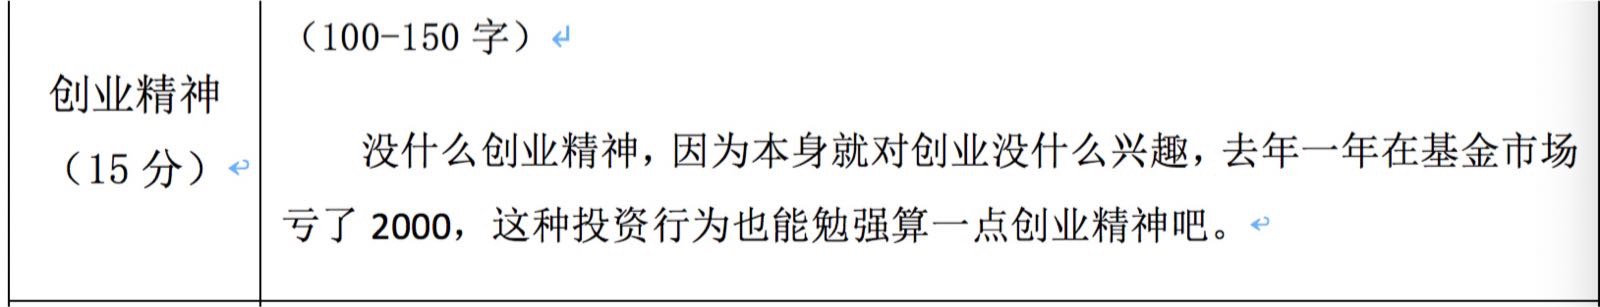 创业精神
（15 分）
（100-150 字）
没什么创业精神，因为本身就对创业没什么兴趣，去年一年在基金市场
亏了 2000，这种投资行为也能勉强算一点创业精神吧。